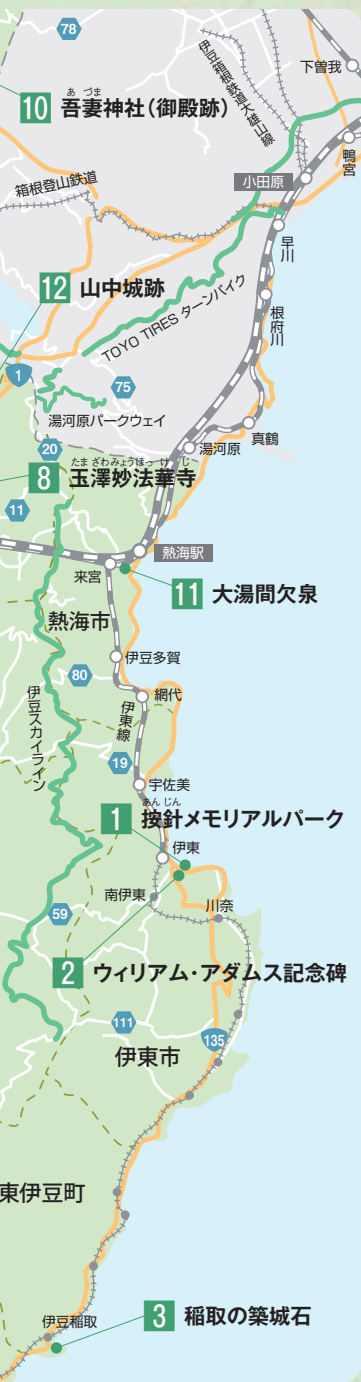 78
伊豆箱根鉄道大雄山線
下曽我
あ づま
10 吾妻神社（御殿跡）
鴨宮
小田原
箱根登山鉄道
早川
12 山中城跡
根府川
TOYO TIRES ターンパイク
1
75
湯河原パークウェイ
真鶴
湯河原
20
たま ざわみょうほっ け じ
8 玉澤妙法華寺
11
熱海駅
来宮
11 大湯間欠泉
熱海市
伊豆多賀
80
網代
伊豆スカイライン
伊東線
19
宇佐美
あん じん
1 按針メモリアルパーク
伊東
南伊東
川奈
59
2 ウィリアム・アダムス記念碑
111
135
伊東市
東伊豆町
3 稲取の築城石
伊豆稲取